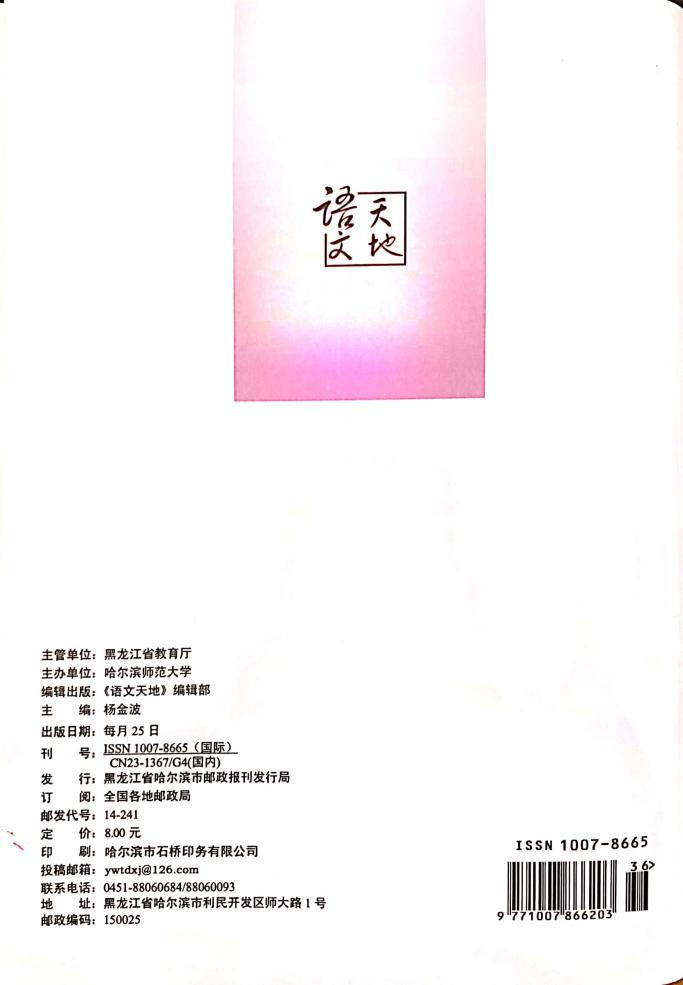 语文
天地
主管单位：黑龙江省教育厅
主办单位：哈尔滨师范大学
编辑出版：《语文天地》编辑部
主　　编：杨金波
出版日期：每月 25 日
刊　　号：ISSN 1007-8665（国际）
CN23-1367/G4(国内)
发　　行：黑龙江省哈尔滨市邮政报刊发行局
订　　阅：全国各地邮政局
邮发代号：14-241
定　　价：8.00 元
印　　刷：哈尔滨市石桥印务有限公司
投稿邮箱：ywtdxj@126.com
联系电话：0451-88060684/88060093
地　　址：黑龙江省哈尔滨市利民开发区师大路 1 号
邮政编码：150025
ISSN 1007-8665
36>
9 771007 866203